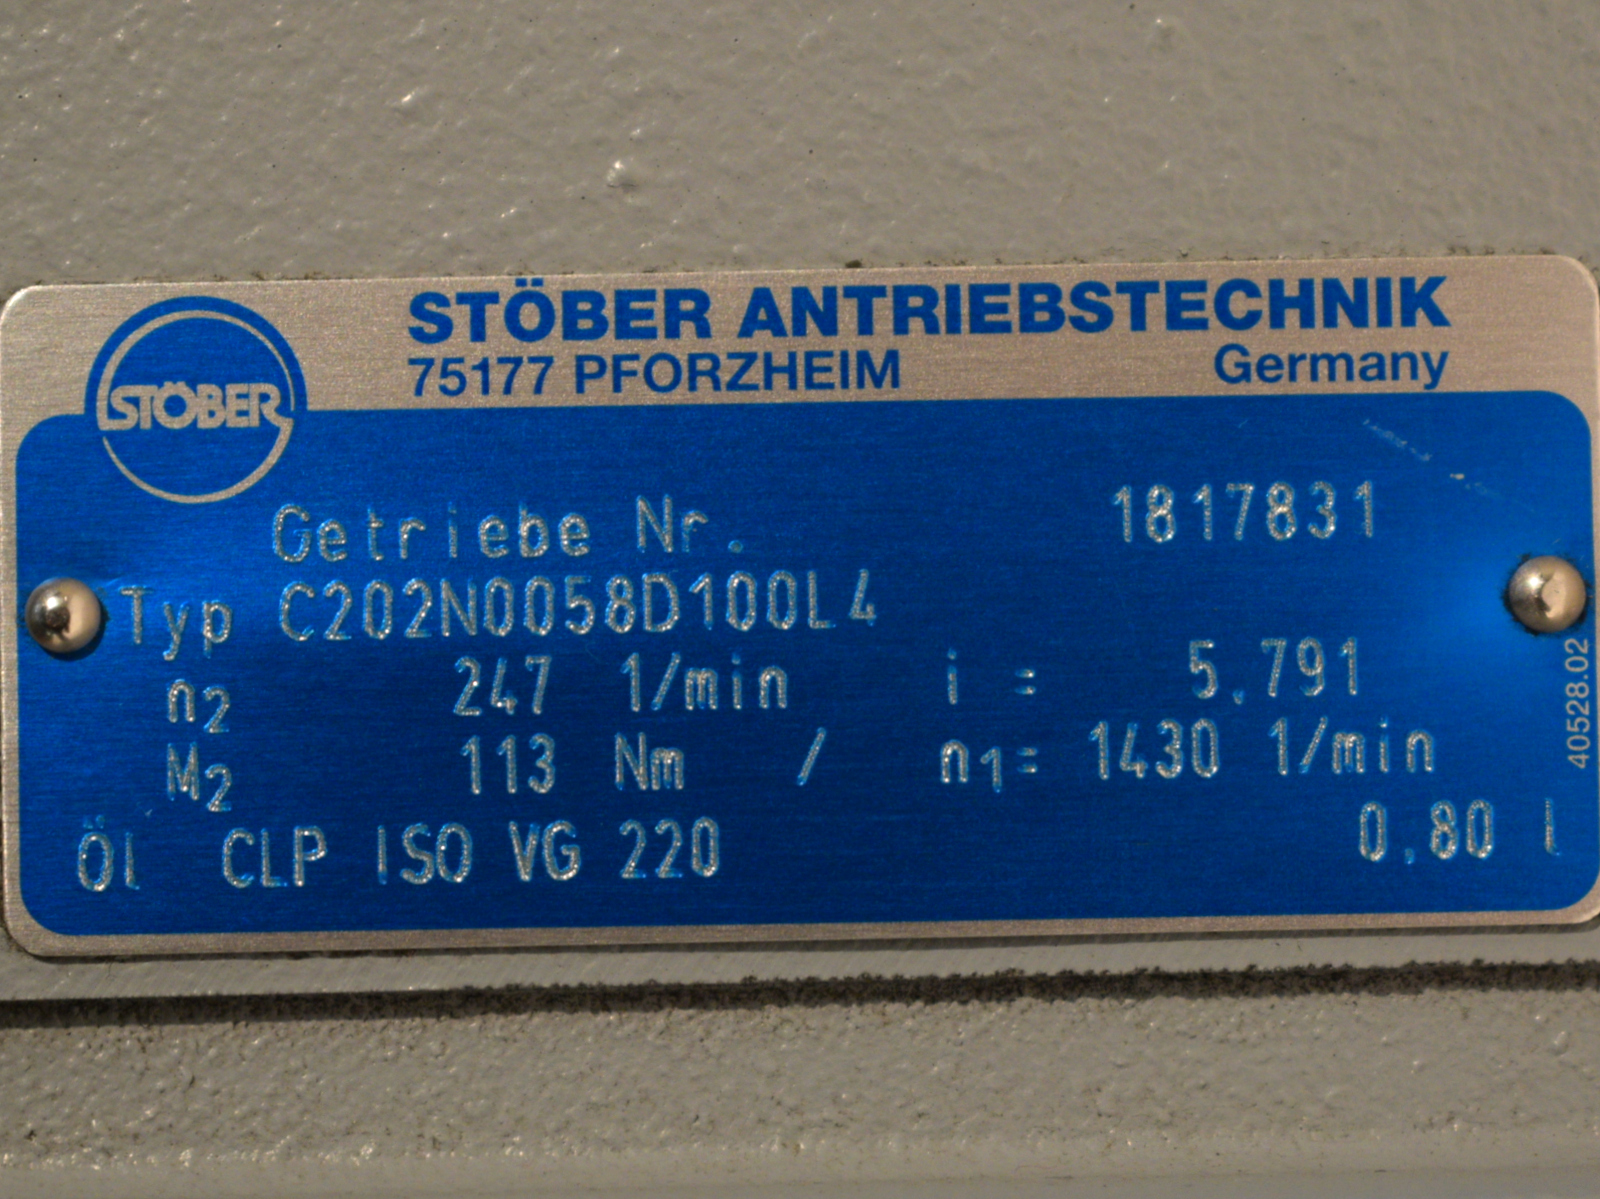 STÖBER
STÖBER ANTRIEBSTECHNIK
75177 PFORZHEIM Germany
Getriebe Nr. 1817831
Typ C202N0058D100L4
n2 247 1/min i = 5.791
M2 113 Nm / n1= 1430 1/min
Öl CLP ISO VG 220 0.80 l
40528.02